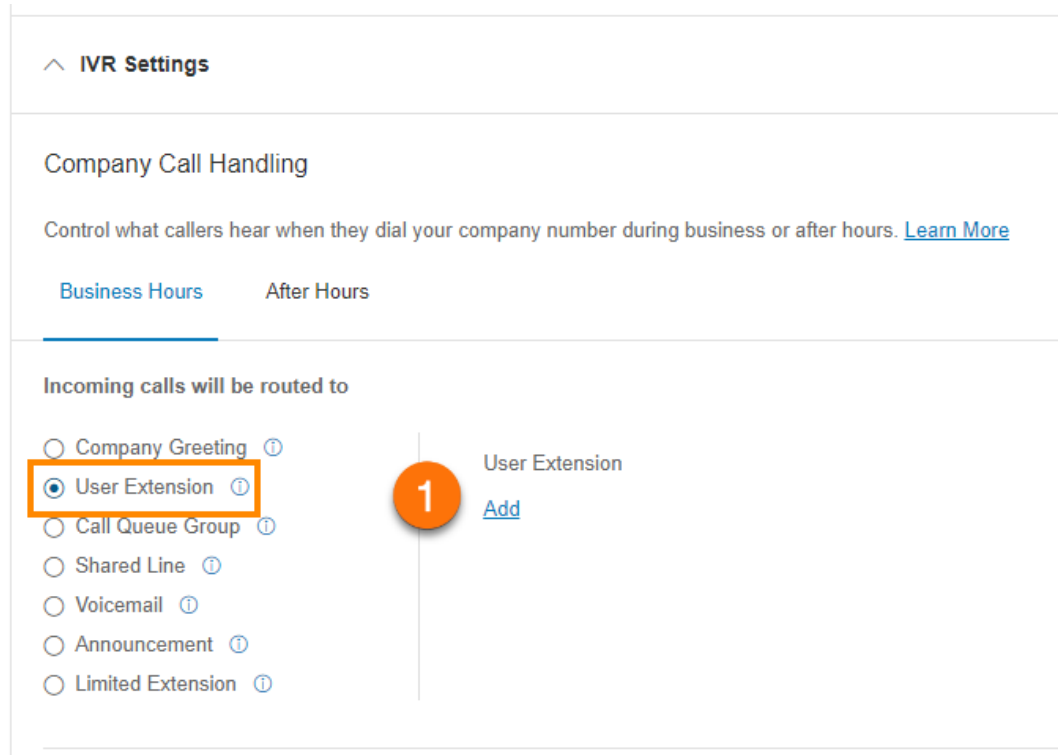 IVR Settings
Company Call Handling
Control what callers hear when they dial your company number during business or after hours. Learn More
Business Hours After Hours
Incoming calls will be routed to
Company Greeting
User Extension
Call Queue Group
Shared Line
Voicemail
Announcement
Limited Extension
1
User Extension
Add